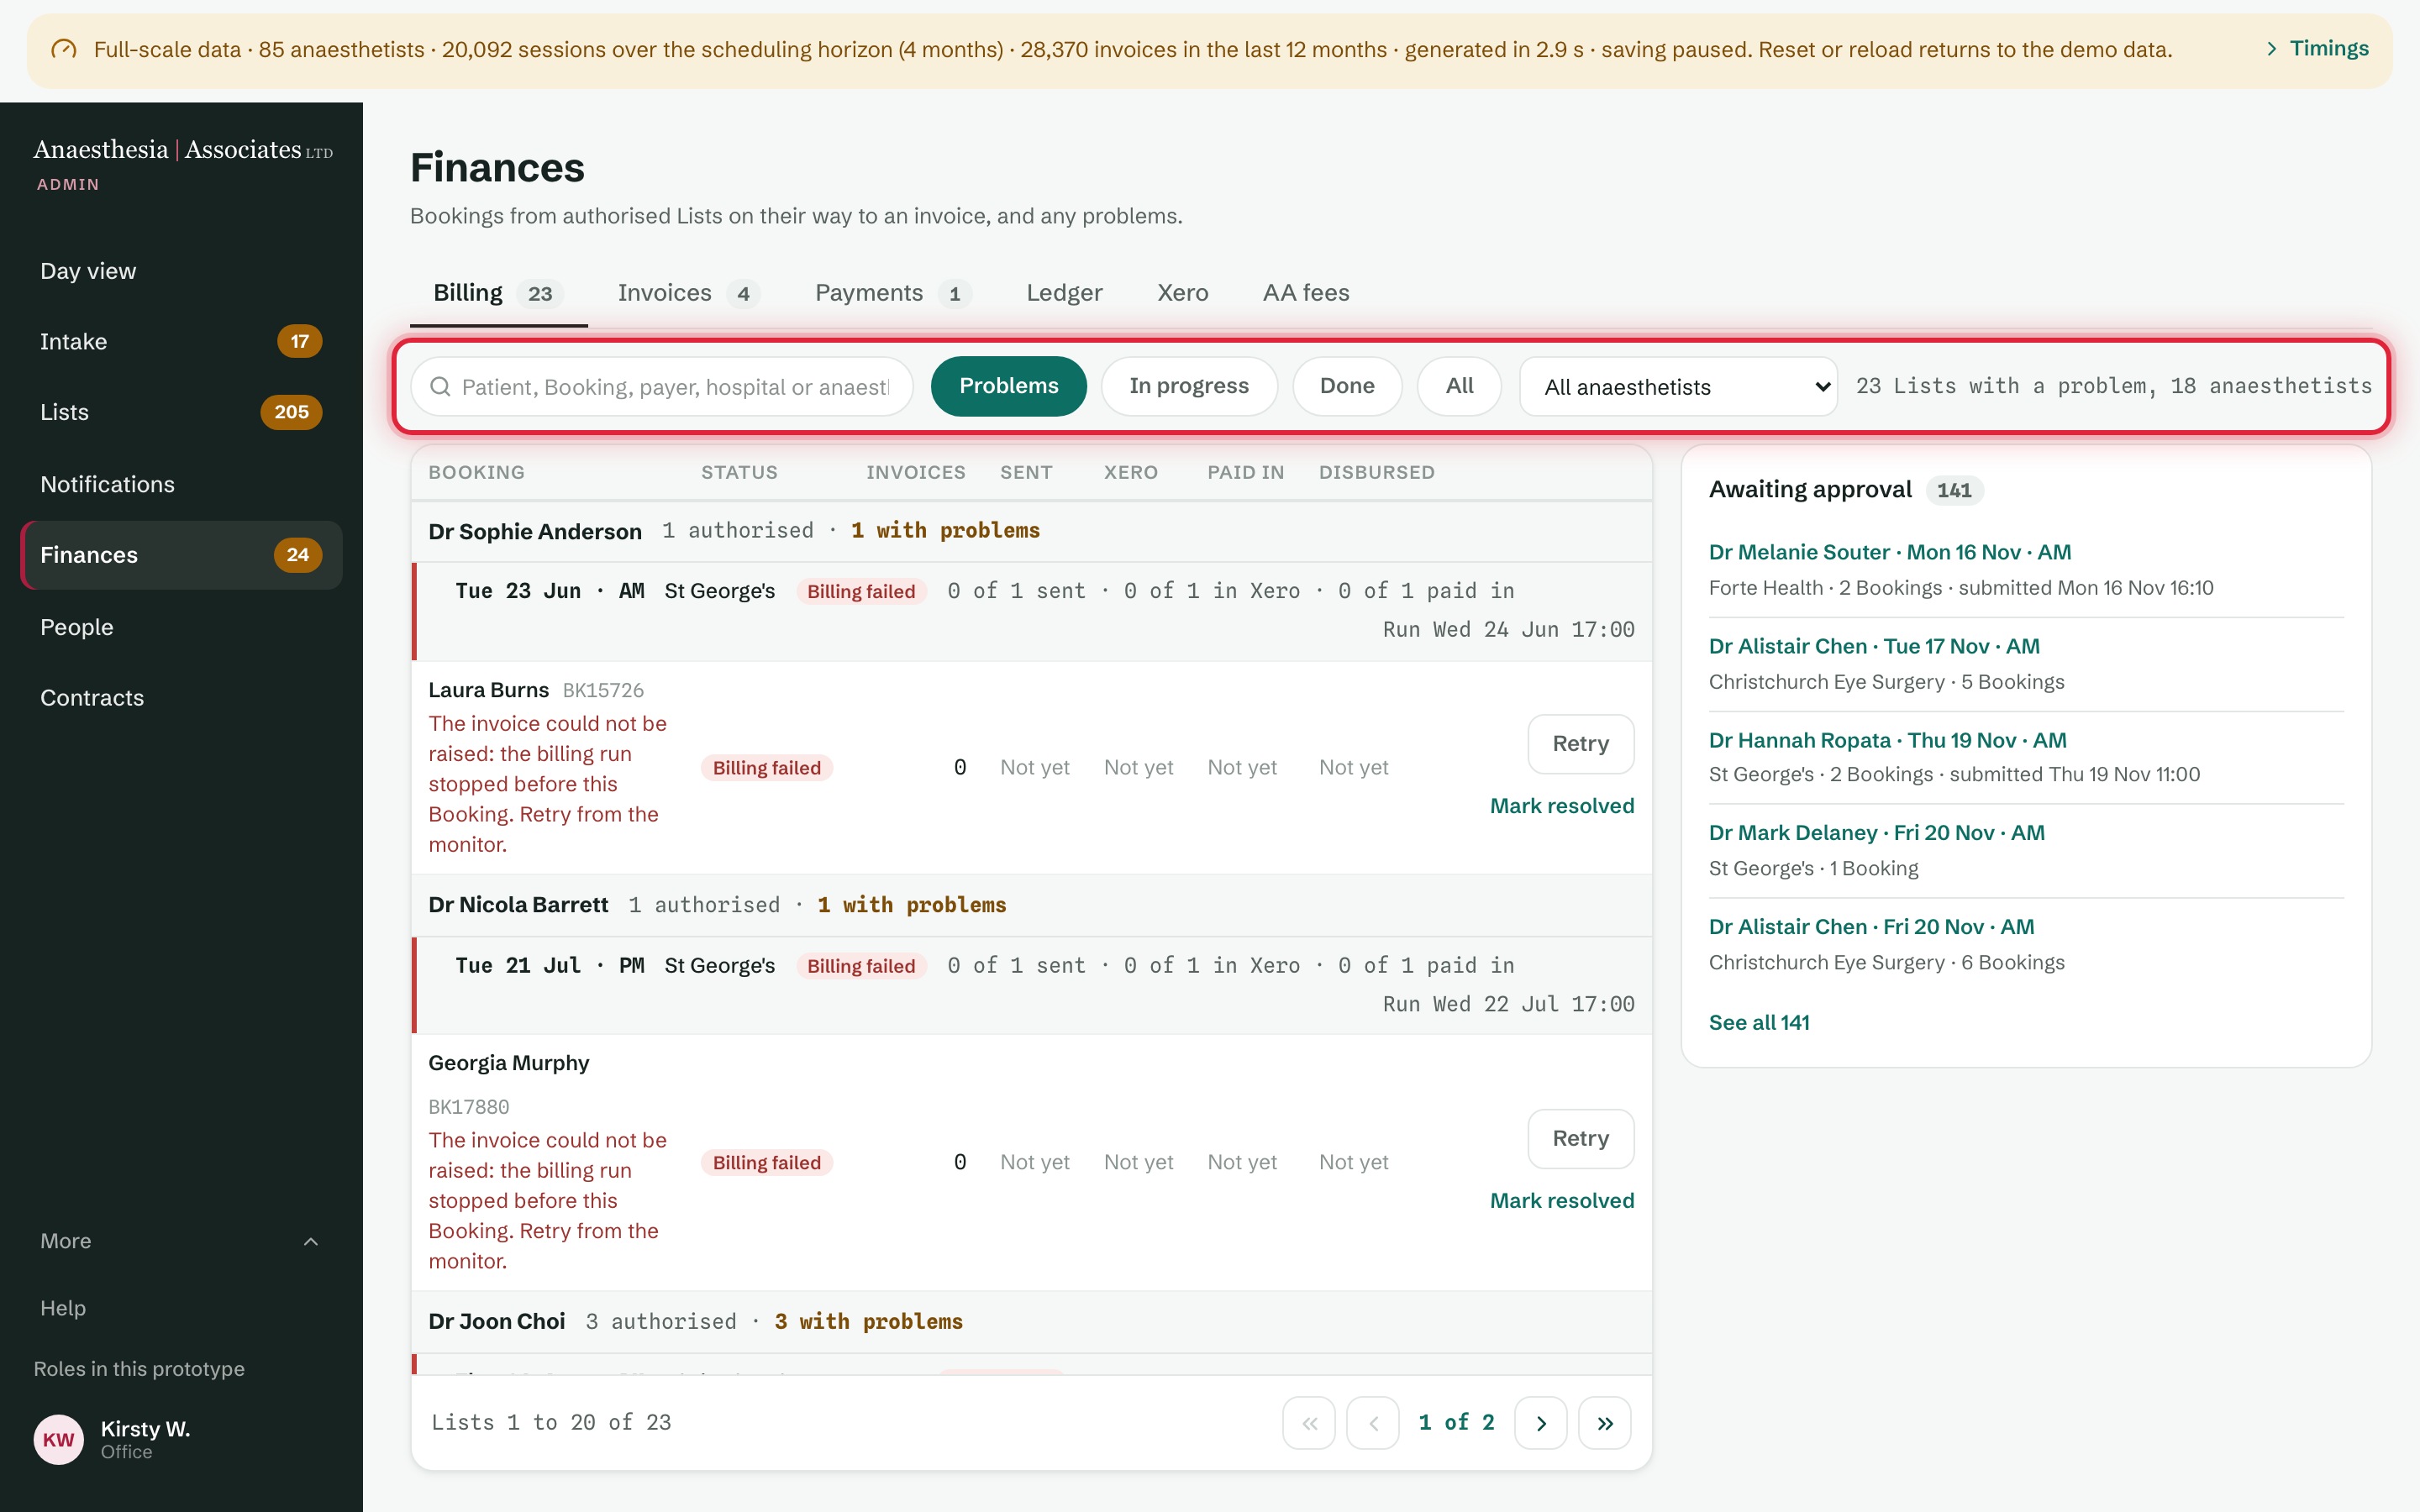 Full-scale data · 85 anaesthetists · 20,092 sessions over the scheduling horizon (4 months) · 28,370 invoices in the last 12 months · generated in 2.9 s · saving paused. Reset or reload returns to the demo data.
Timings
Anaesthesia | Associates LTD
ADMIN
Day view
Intake 17
Lists 205
Notifications
Finances 24
People
Contracts
More
Help
Roles in this prototype
KW
Kirsty W.
Office
Finances
Bookings from authorised Lists on their way to an invoice, and any problems.
Billing 23 Invoices 4 Payments 1 Ledger Xero AA fees
Patient, Booking, payer, hospital or anaest
Problems In progress Done All All anaesthetists 23 Lists with a problem, 18 anaesthetists
BOOKING STATUS INVOICES SENT XERO PAID IN DISBURSED
Dr Sophie Anderson 1 authorised · 1 with problems
Tue 23 Jun · AM St George's Billing failed 0 of 1 sent · 0 of 1 in Xero · 0 of 1 paid in
Run Wed 24 Jun 17:00
Laura Burns BK15726
The invoice could not be
raised: the billing run
stopped before this
Booking. Retry from the
monitor.
Billing failed 0 Not yet Not yet Not yet Not yet
Retry
Mark resolved
Dr Nicola Barrett 1 authorised · 1 with problems
Tue 21 Jul · PM St George's Billing failed 0 of 1 sent · 0 of 1 in Xero · 0 of 1 paid in
Run Wed 22 Jul 17:00
Georgia Murphy
BK17880
The invoice could not be
raised: the billing run
stopped before this
Booking. Retry from the
monitor.
Billing failed 0 Not yet Not yet Not yet Not yet
Retry
Mark resolved
Dr Joon Choi 3 authorised · 3 with problems
Lists 1 to 20 of 23
1 of 2
Awaiting approval 141
Dr Melanie Souter · Mon 16 Nov · AM
Forte Health · 2 Bookings · submitted Mon 16 Nov 16:10
Dr Alistair Chen · Tue 17 Nov · AM
Christchurch Eye Surgery · 5 Bookings
Dr Hannah Ropata · Thu 19 Nov · AM
St George's · 2 Bookings · submitted Thu 19 Nov 11:00
Dr Mark Delaney · Fri 20 Nov · AM
St George's · 1 Booking
Dr Alistair Chen · Fri 20 Nov · AM
Christchurch Eye Surgery · 6 Bookings
See all 141